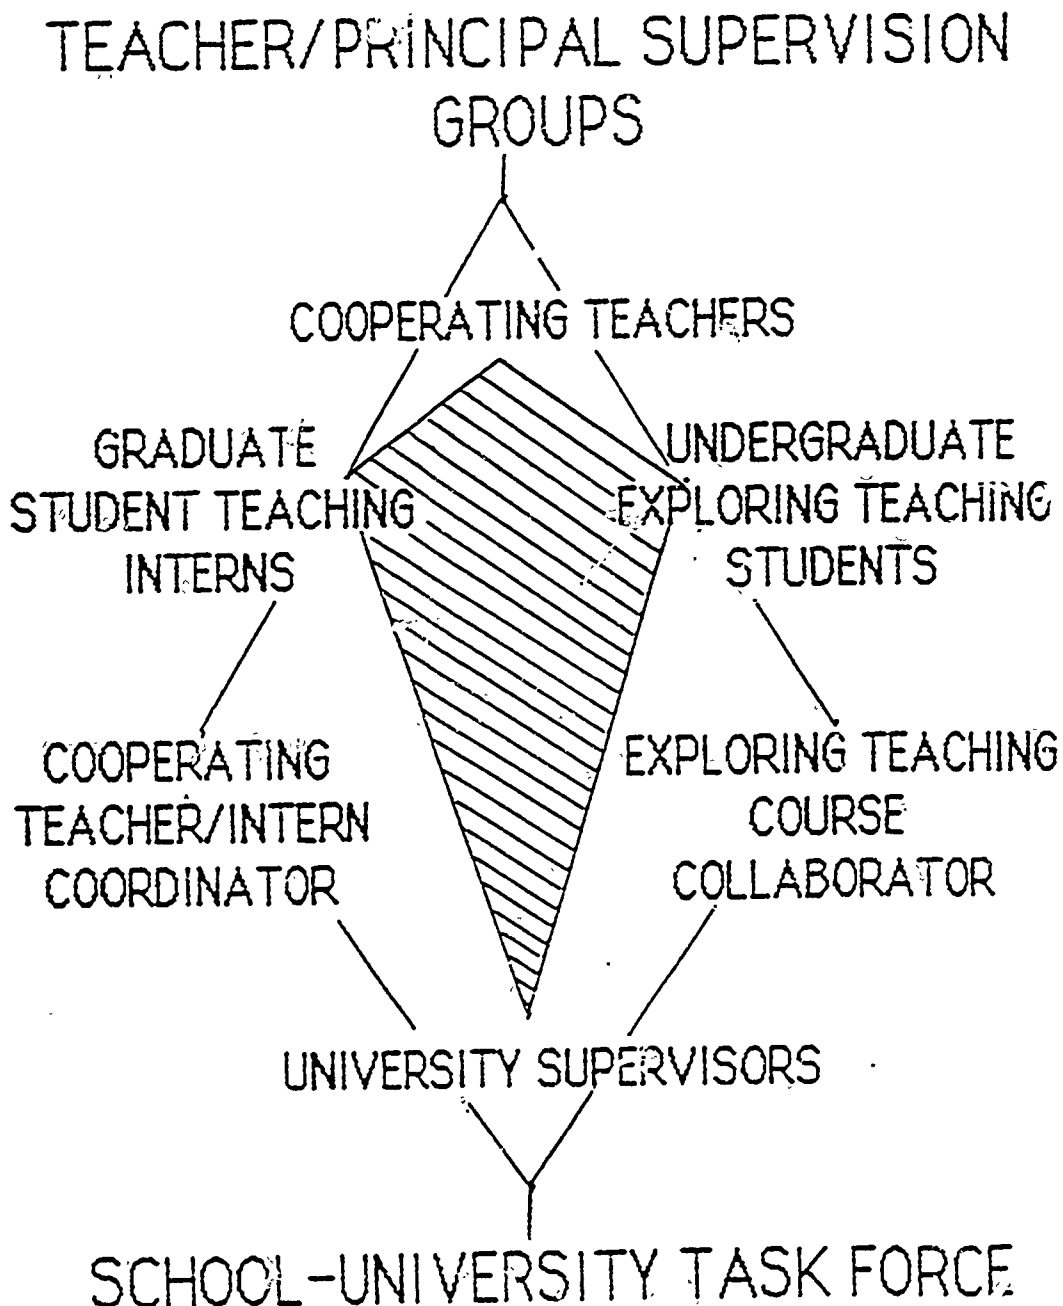 TEACHER/PRINCIPAL SUPERVISION
GROUPS
COOPERATING TEACHERS
GRADUATE
STUDENT TEACHING
INTERNS
UNDERGRADUATE
EXPLORING TEACHING
STUDENTS
COOPERATING
TEACHER/INTERN
COORDINATOR
EXPLORING TEACHING
COURSE
COLLABORATOR
UNIVERSITY SUPERVISORS
SCHOOL-UNIVERSITY TASK FORCE